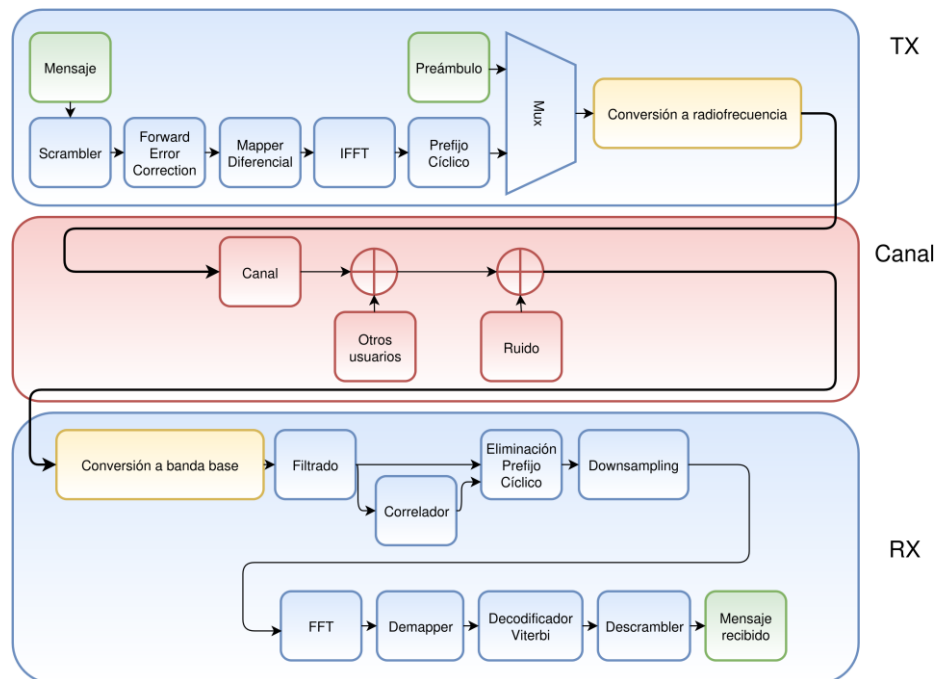 TX
Mensaje
Preámbulo
Mux
Conversión a radiofrecuencia
Scrambler
Forward
Error
Correction
Mapper
Diferencial
IFFT
Prefijo
Cíclico
Canal
Canal
Otros
usuarios
Ruido
RX
Conversión a banda base
Filtrado
Correlador
Eliminación
Prefijo
Cíclico
Downsampling
FFT
Demapper
Decodificador
Viterbi
Descrambler
Mensaje
recibido